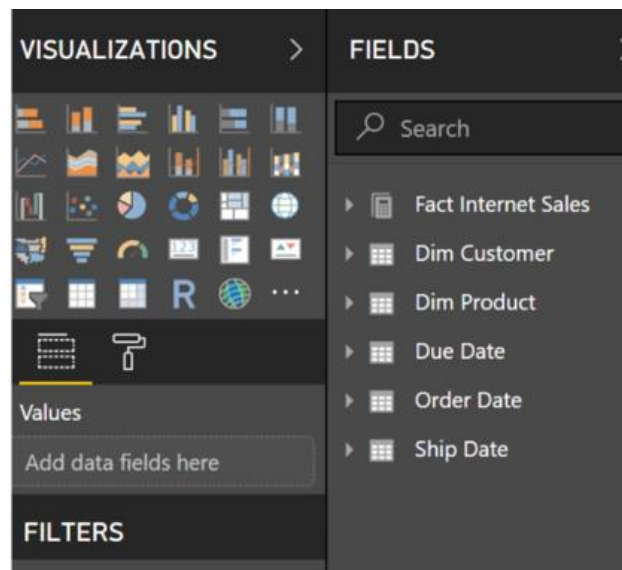 VISUALIZATIONS
123
R
Values
Add data fields here
FILTERS
FIELDS
Search
Fact Internet Sales
Dim Customer
Dim Product
Due Date
Order Date
Ship Date